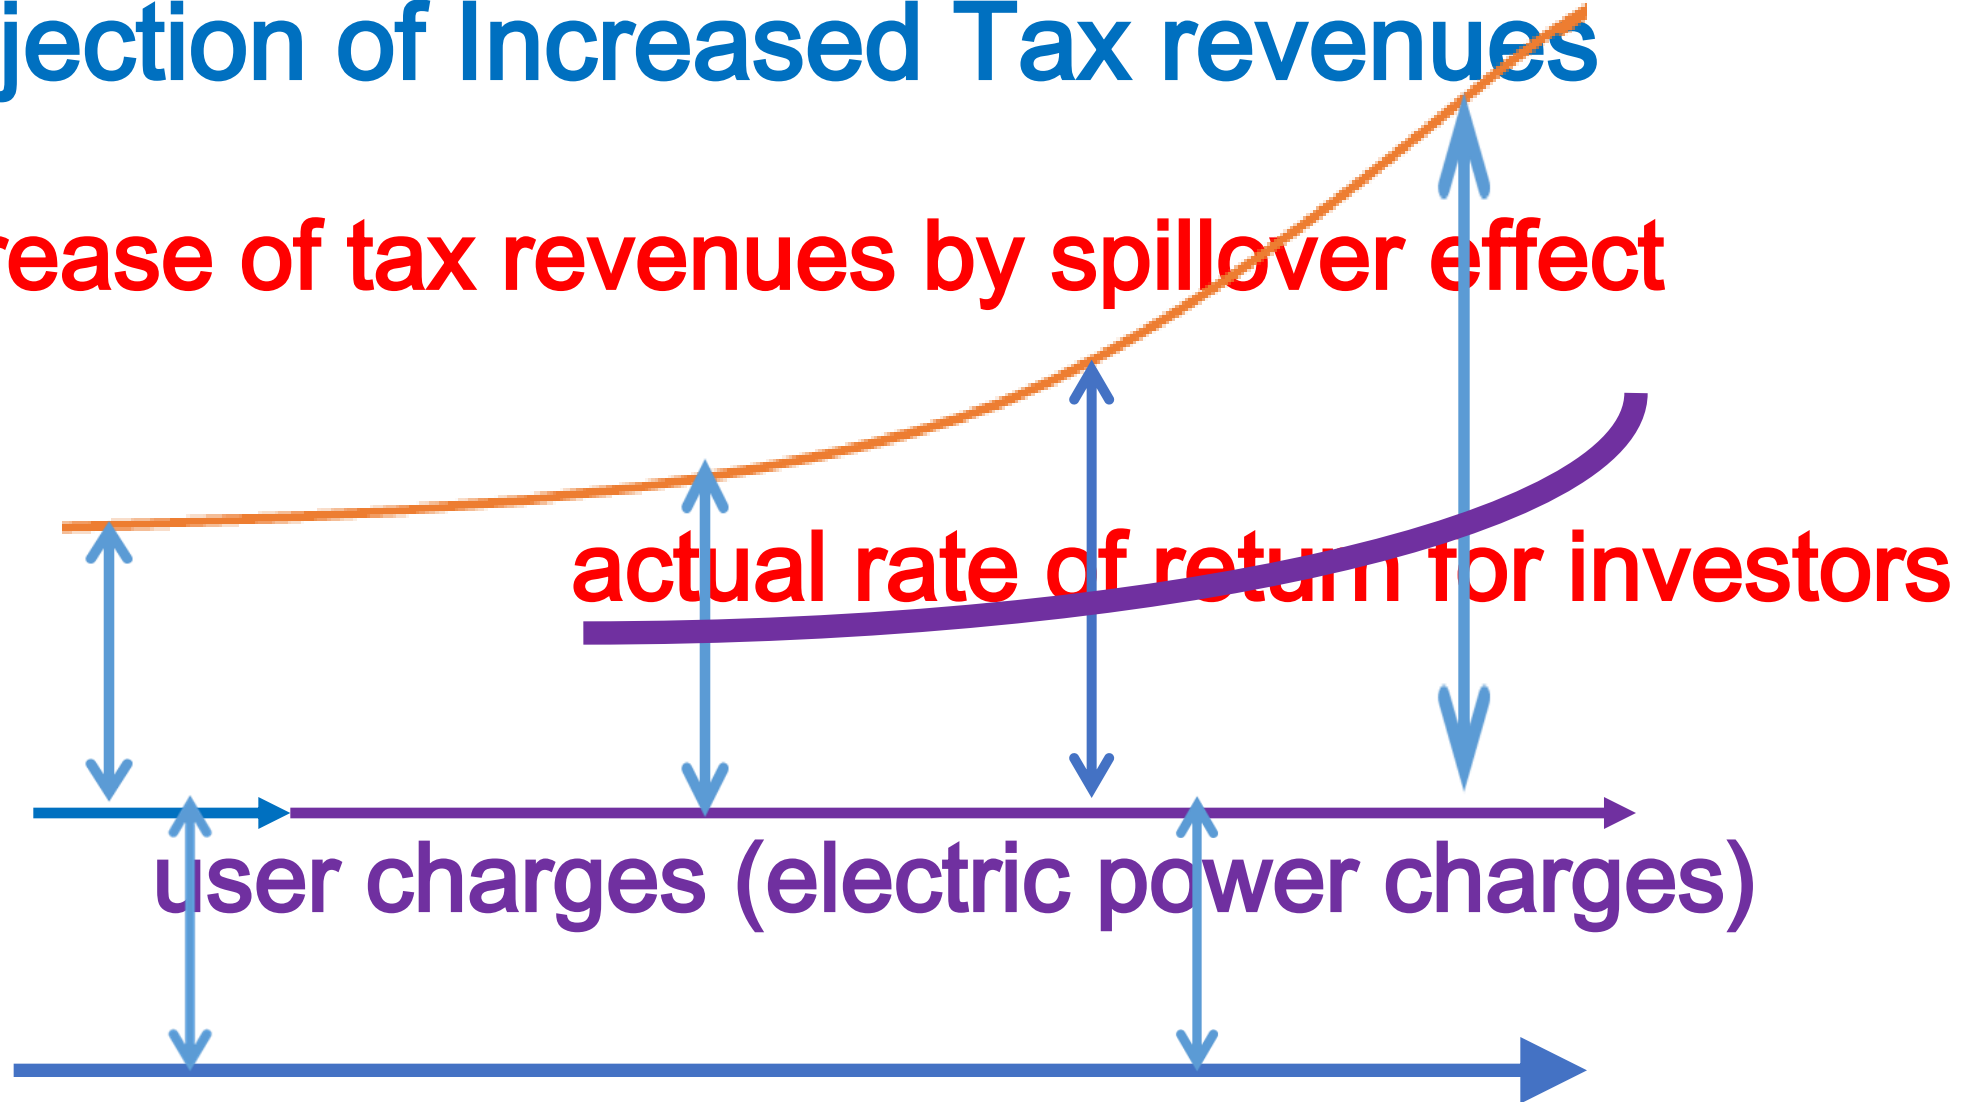 jection of Increased Tax revenues
rease of tax revenues by spillover effect
actual rate of return for investors
user charges (electric power charges)